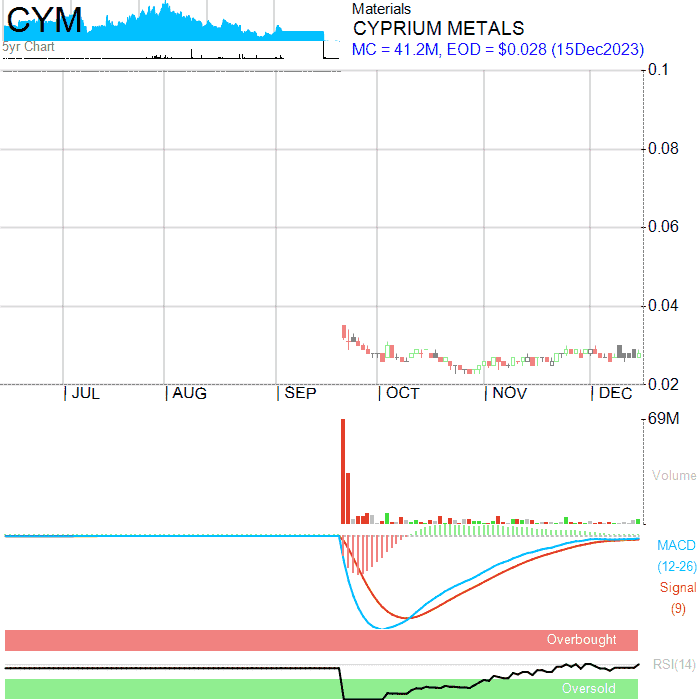 CYM
5yr Chart
Materials
CYPRIUM METALS
MC = 41.2M, EOD = $0.028 (15Dec2023)
0.1
0.08
0.06
0.04
0.02
| JUL | AUG | SEP | OCT | NOV | DEC
69M
Volume
MACD
(12-26)
Signal
(9)
Overbought
RSI(14)
Oversold